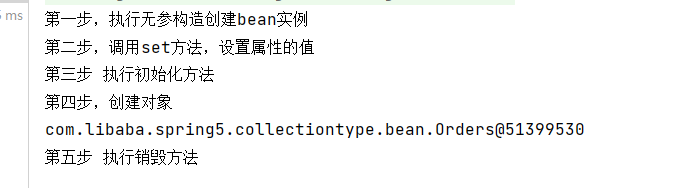 ms
第一步，执行无参构造创建bean实例
第二步，调用set方法，设置属性的值
第三步 执行初始化方法
第四步，创建对象
com.libaba.spring5.collectiontype.bean.Orders@51399530
第五步 执行销毁方法